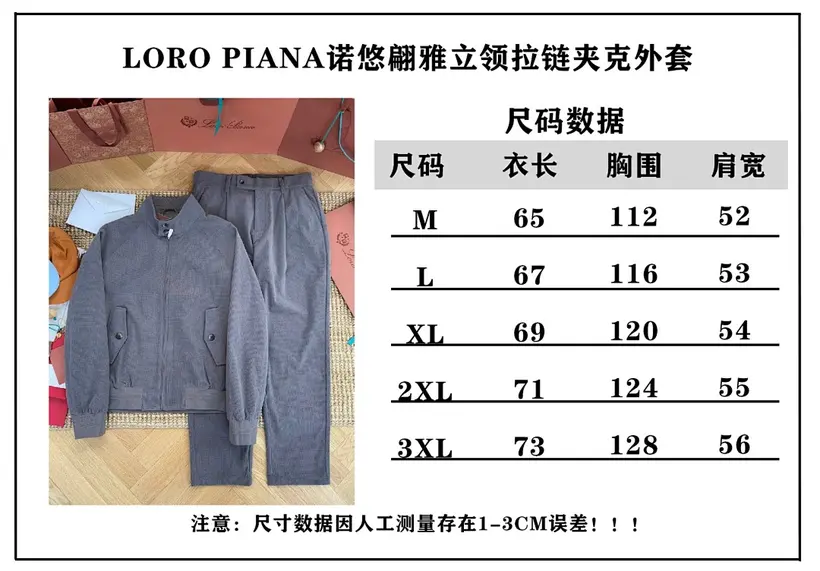 LORO PIANA诺悠翩雅立领拉链夹克外套
Loro Piana
尺码数据
尺码 衣长 胸围 肩宽
M 65 112 52
L 67 116 53
XL 69 120 54
2XL 71 124 55
3XL 73 128 56
注意：尺寸数据因人工测量存在1-3CM误差！！！